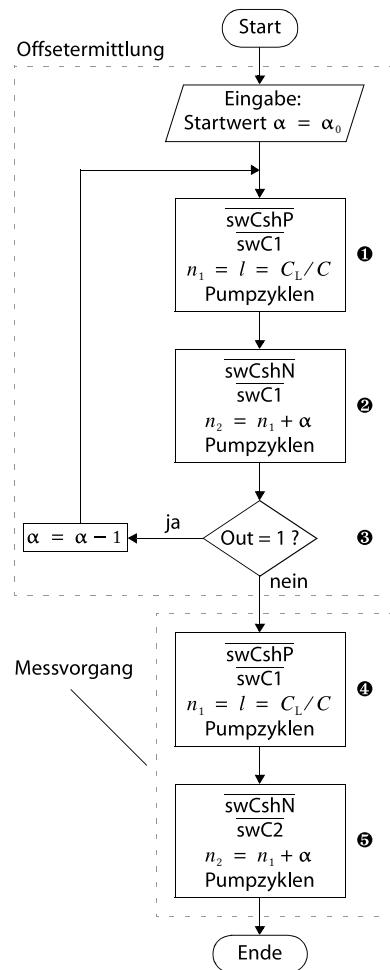 Start
Offsetermittlung
Eingabe:
Startwert α = α₀
swCshP
swC1
n₁ = l = C_L/C
Pumpzyklen
❶
swCshN
swC1
n₂ = n₁ + α
Pumpzyklen
❷
α = α − 1
ja
Out = 1 ?
❸
nein
Messvorgang
swCshP
swC1
n₁ = l = C_L/C
Pumpzyklen
❹
swCshN
swC2
n₂ = n₁ + α
Pumpzyklen
❺
Ende